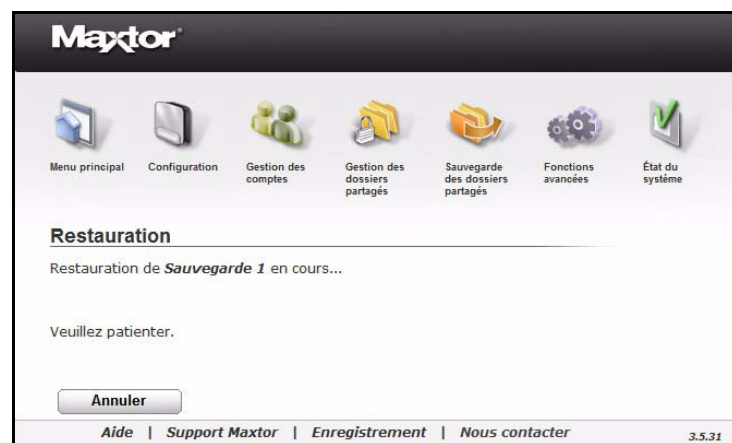 Maxtor
Menu principal
Configuration
Gestion des
comptes
Gestion des
dossiers
partagés
Sauvegarde
des dossiers
partagés
Fonctions
avancées
État du
système
Restauration
Restauration de Sauvegarde 1 en cours...
Veuillez patienter.
Annuler
Aide | Support Maxtor | Enregistrement | Nous contacter
3.5.31